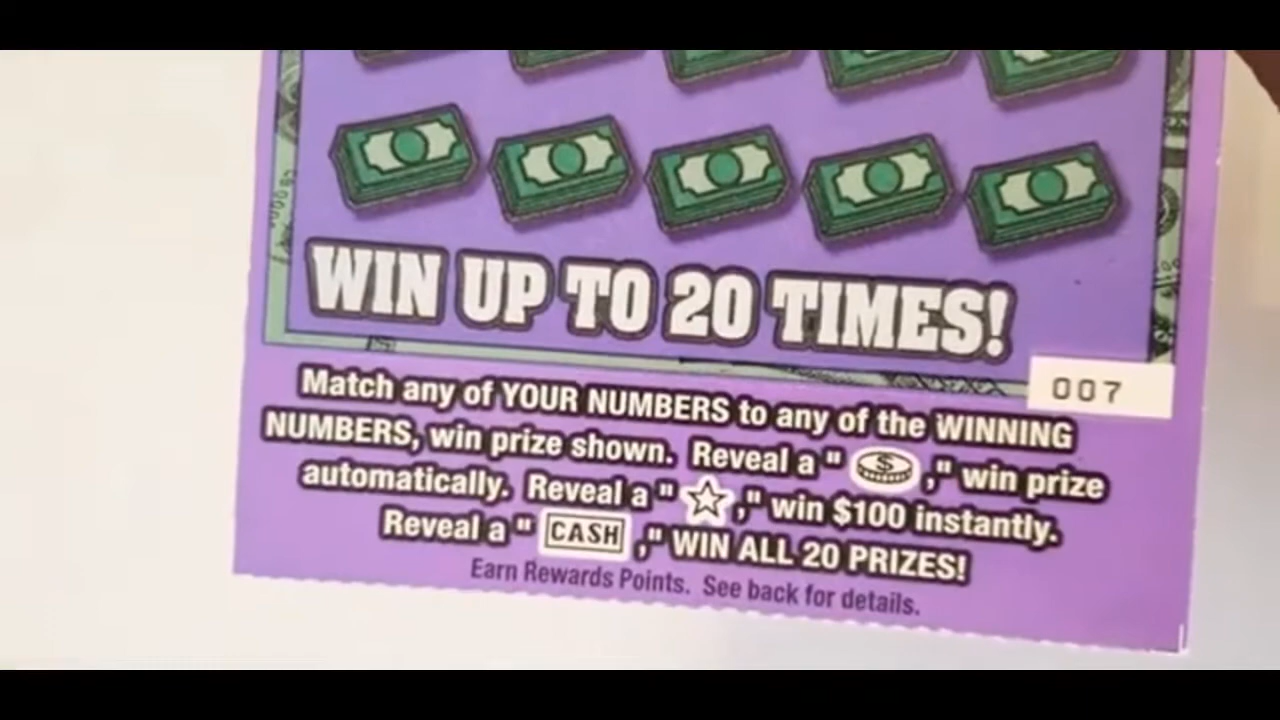 WIN UP TO 20 TIMES!
007
Match any of YOUR NUMBERS to any of the WINNING
NUMBERS, win prize shown. Reveal a " $ ," win prize
automatically. Reveal a " ☆ ," win $100 instantly.
Reveal a " CASH ," WIN ALL 20 PRIZES!
Earn Rewards Points. See back for details.